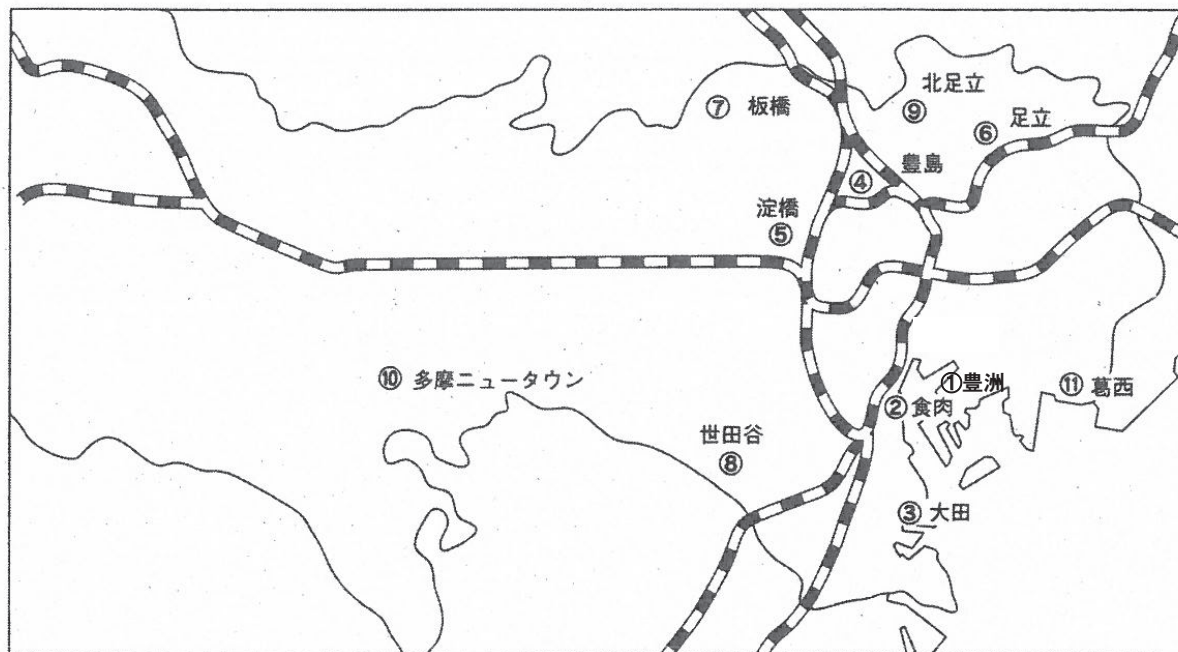 北足立
⑨
⑦ 板橋
足立
⑥
豊島
④
淀橋
⑤
⑩ 多摩ニュータウン
①豊洲
⑪ 葛西
② 食肉
世田谷
⑧
③ 大田